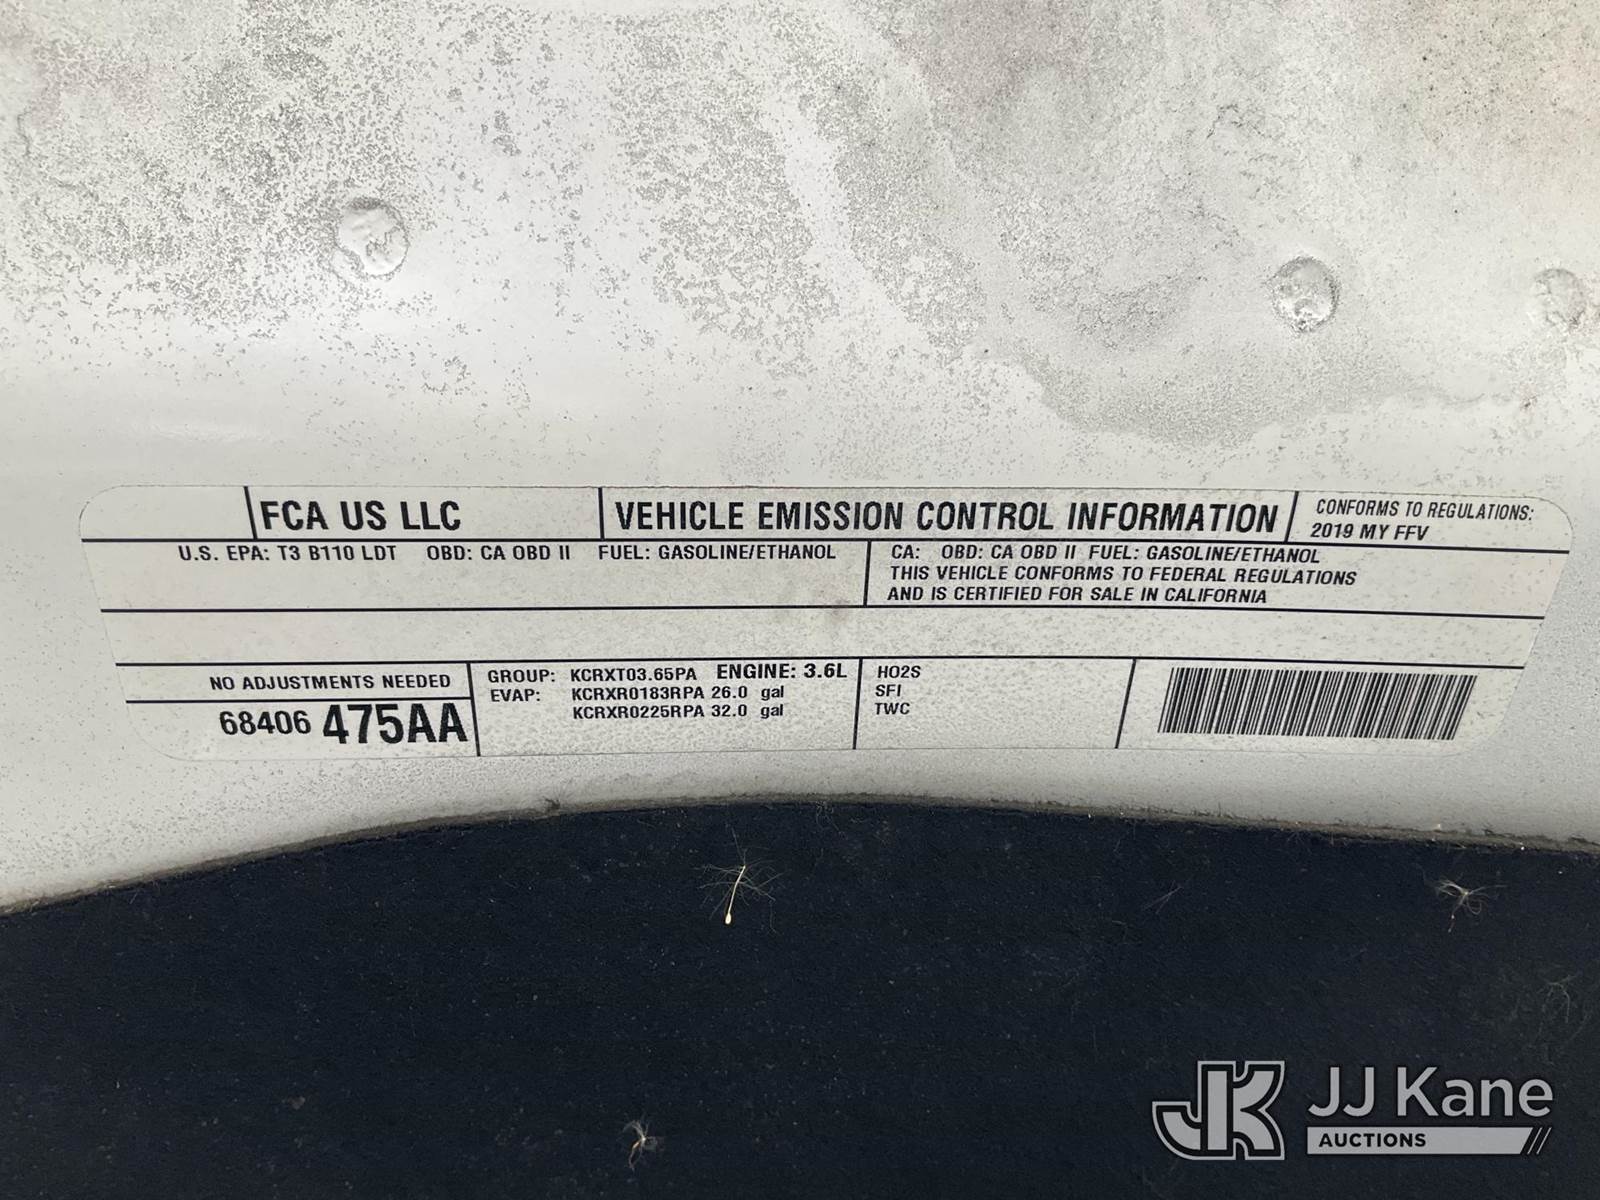 FCA US LLC
VEHICLE EMISSION CONTROL INFORMATION
CONFORMS TO REGULATIONS:
2019 MY FFV
U.S. EPA: T3 B110 LDT OBD: CA OBD II FUEL: GASOLINE/ETHANOL
CA: OBD: CA OBD II FUEL: GASOLINE/ETHANOL
THIS VEHICLE CONFORMS TO FEDERAL REGULATIONS
AND IS CERTIFIED FOR SALE IN CALIFORNIA
NO ADJUSTMENTS NEEDED
68406 475AA
GROUP: KCRXT03.65PA ENGINE: 3.6L
EVAP: KCRXR0183RPA 26.0 gal
KCRXR0225RPA 32.0 gal
HO2S
SFI
TWC
JK
JJ Kane
AUCTIONS